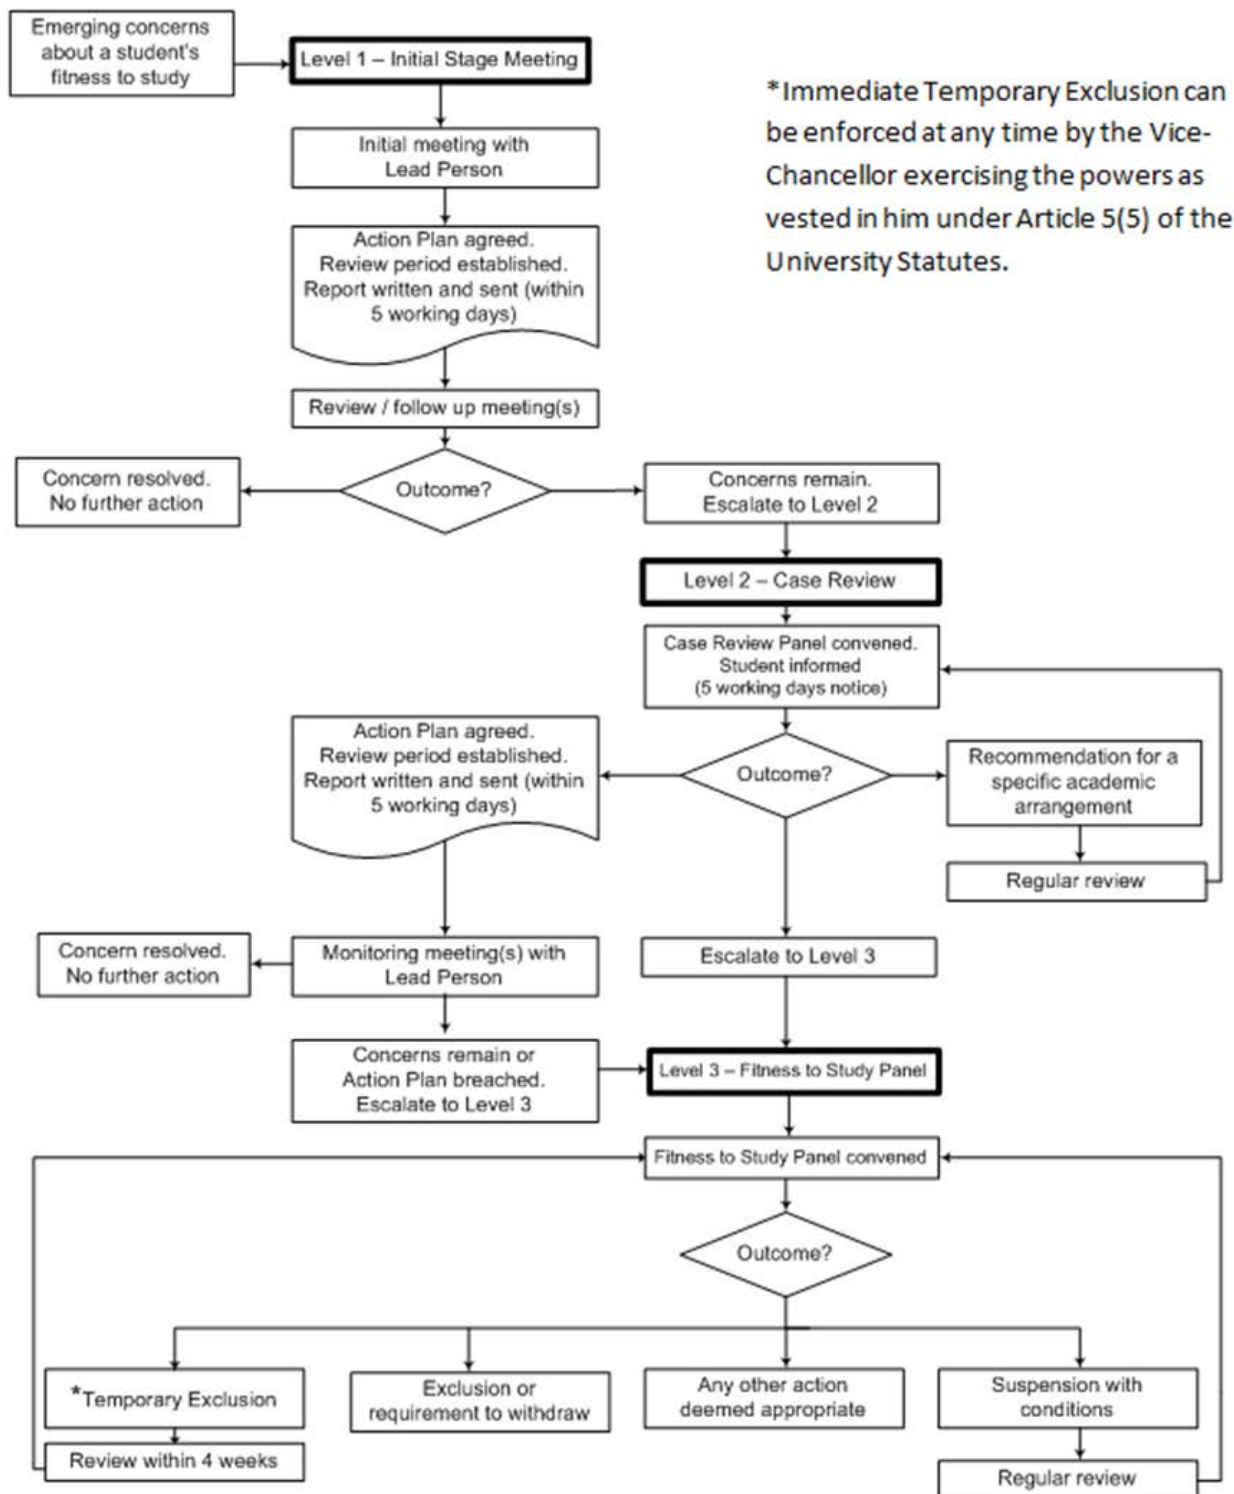 Emerging concerns
about a student's
fitness to study
Level 1 – Initial Stage Meeting
*Immediate Temporary Exclusion can
be enforced at any time by the Vice-
Chancellor exercising the powers as
vested in him under Article 5(5) of the
University Statutes.
Initial meeting with
Lead Person
Action Plan agreed.
Review period established.
Report written and sent (within
5 working days)
Review / follow up meeting(s)
Concern resolved.
No further action
Outcome?
Concerns remain.
Escalate to Level 2
Level 2 – Case Review
Case Review Panel convened.
Student informed
(5 working days notice)
Action Plan agreed.
Review period established.
Report written and sent (within
5 working days)
Outcome?
Recommendation for a
specific academic
arrangement
Regular review
Concern resolved.
No further action
Monitoring meeting(s) with
Lead Person
Escalate to Level 3
Concerns remain or
Action Plan breached.
Escalate to Level 3
Level 3 – Fitness to Study Panel
Fitness to Study Panel convened
Outcome?
*Temporary Exclusion
Review within 4 weeks
Exclusion or
requirement to withdraw
Any other action
deemed appropriate
Suspension with
conditions
Regular review